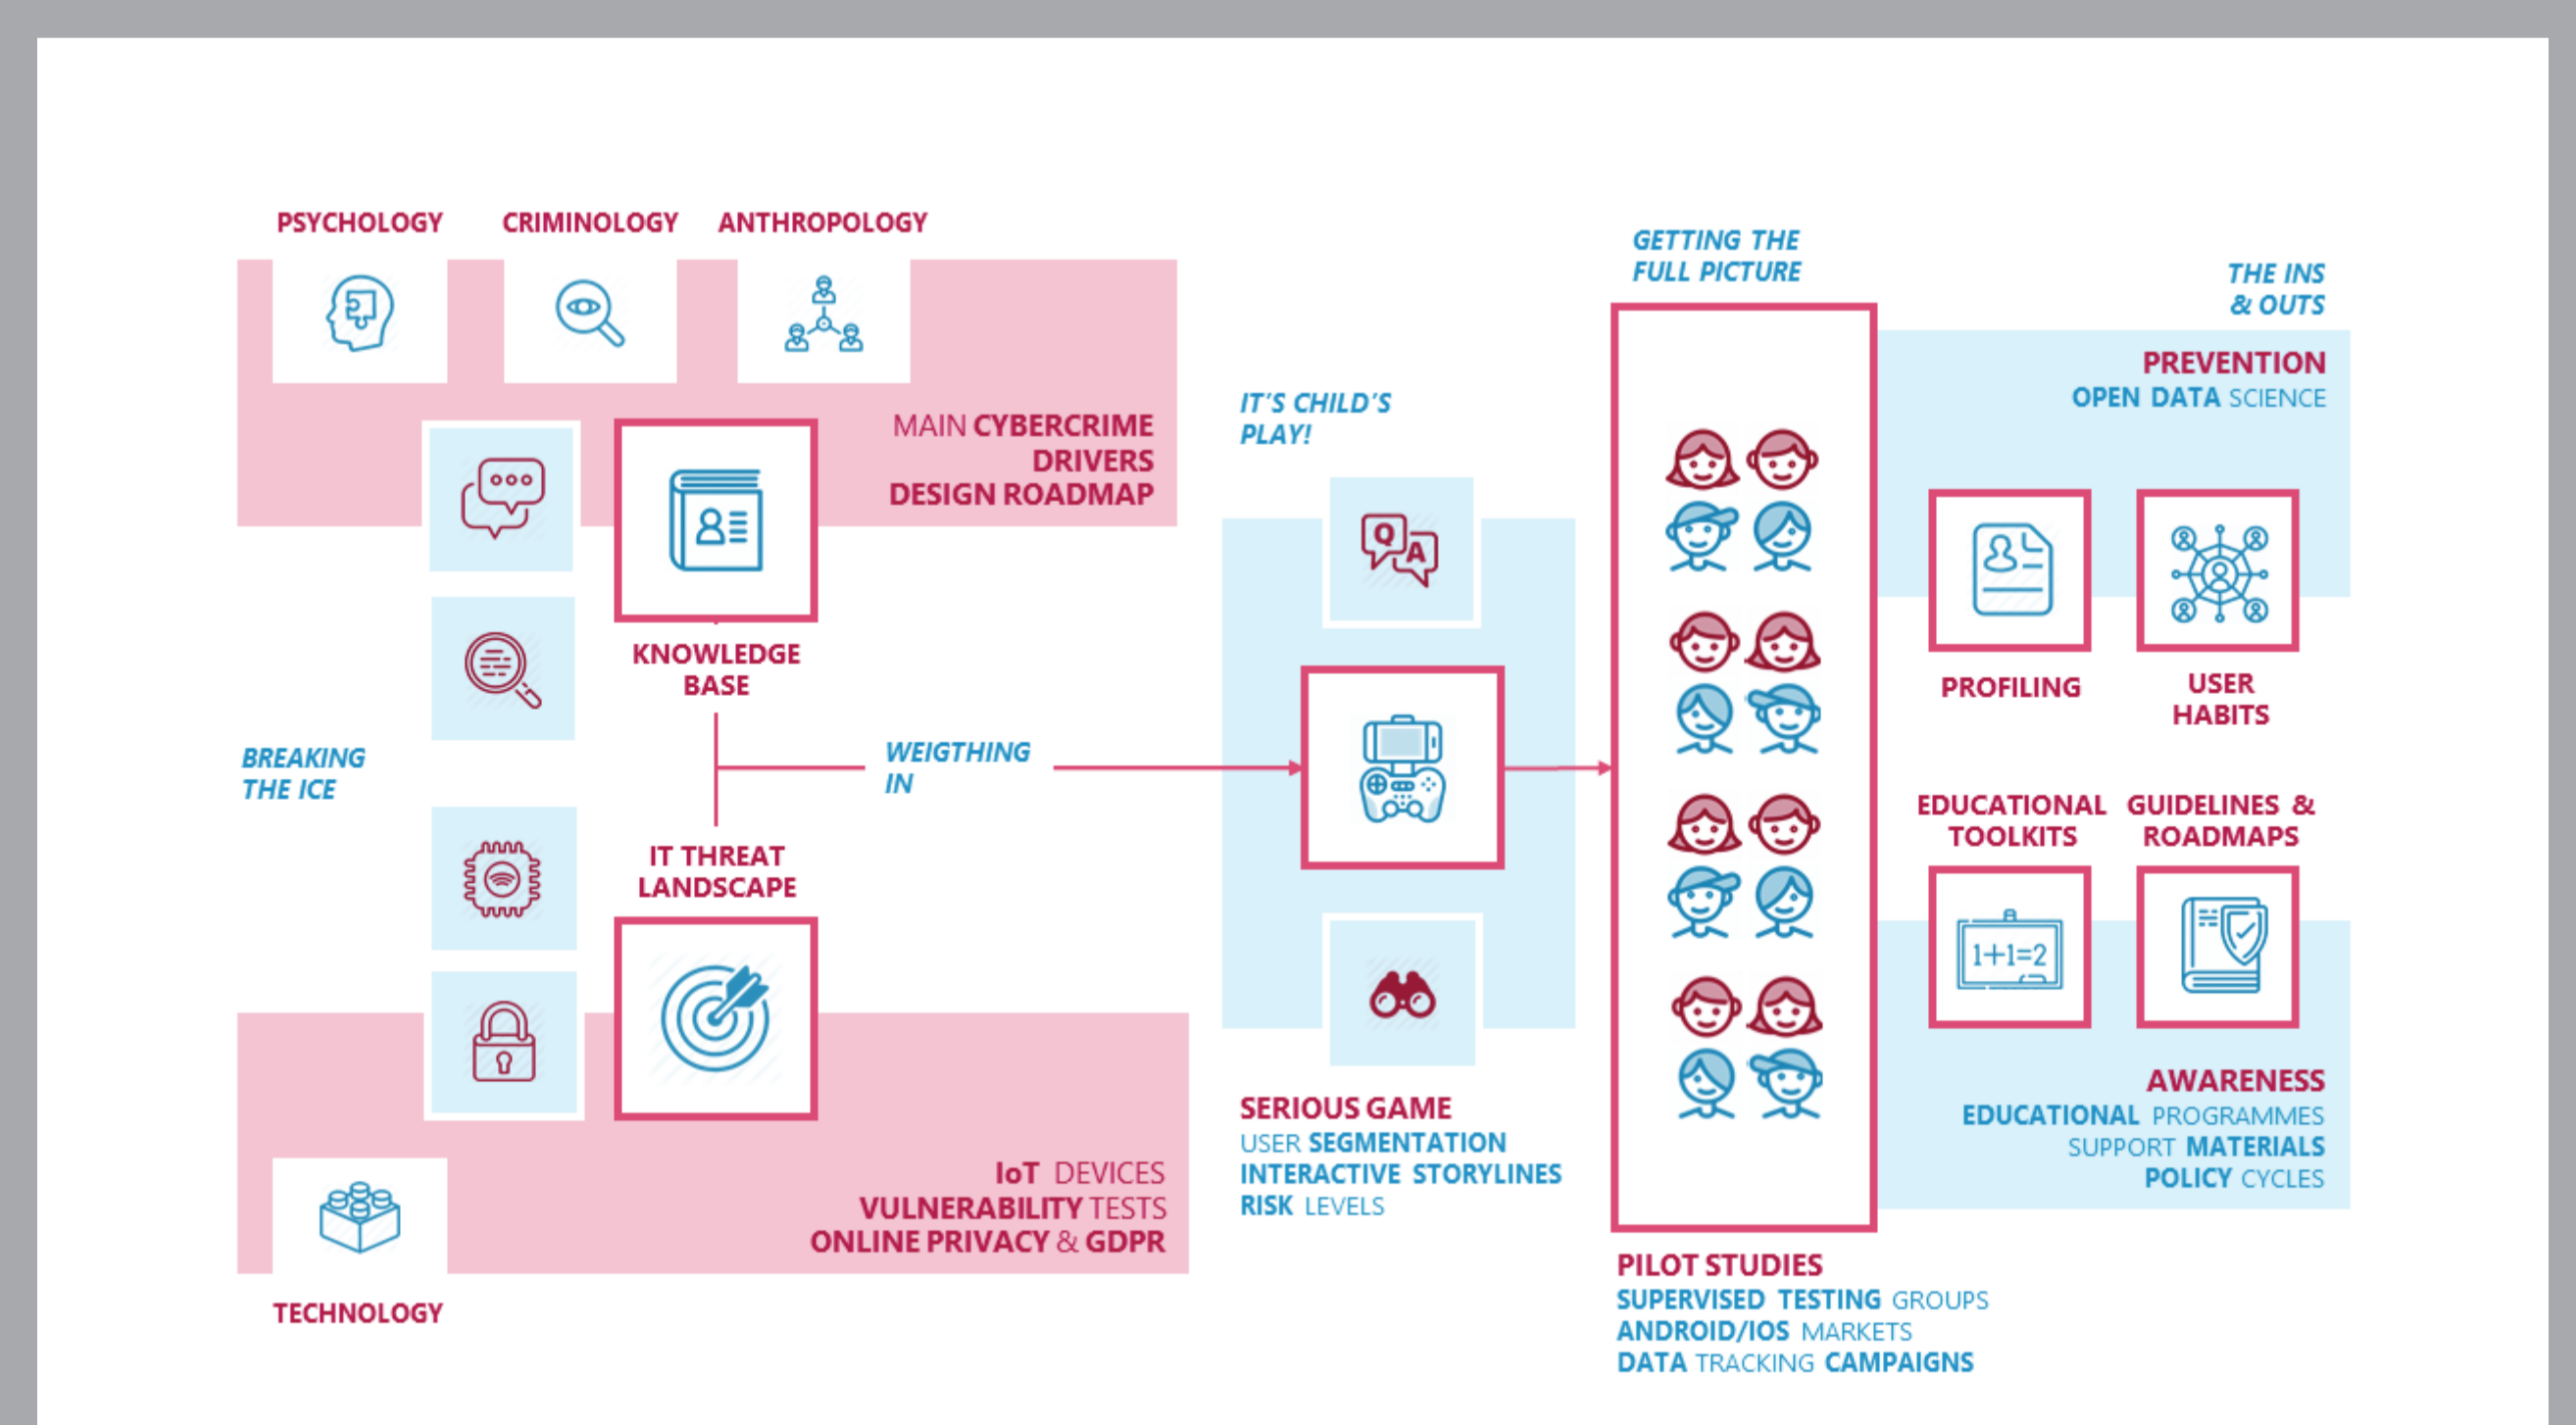 PSYCHOLOGY
CRIMINOLOGY
ANTHROPOLOGY
MAIN CYBERCRIME
DRIVERS
DESIGN ROADMAP
KNOWLEDGE
BASE
BREAKING
THE ICE
WEIGTHING
IN
IT THREAT
LANDSCAPE
IoT DEVICES
VULNERABILITY TESTS
ONLINE PRIVACY & GDPR
TECHNOLOGY
IT'S CHILD'S
PLAY!
Q
A
SERIOUS GAME
USER SEGMENTATION
INTERACTIVE STORYLINES
RISK LEVELS
GETTING THE
FULL PICTURE
PILOT STUDIES
SUPERVISED TESTING GROUPS
ANDROID/IOS MARKETS
DATA TRACKING CAMPAIGNS
THE INS
& OUTS
PREVENTION
OPEN DATA SCIENCE
PROFILING
USER
HABITS
EDUCATIONAL
TOOLKITS
GUIDELINES &
ROADMAPS
1+1=2
AWARENESS
EDUCATIONAL PROGRAMMES
SUPPORT MATERIALS
POLICY CYCLES